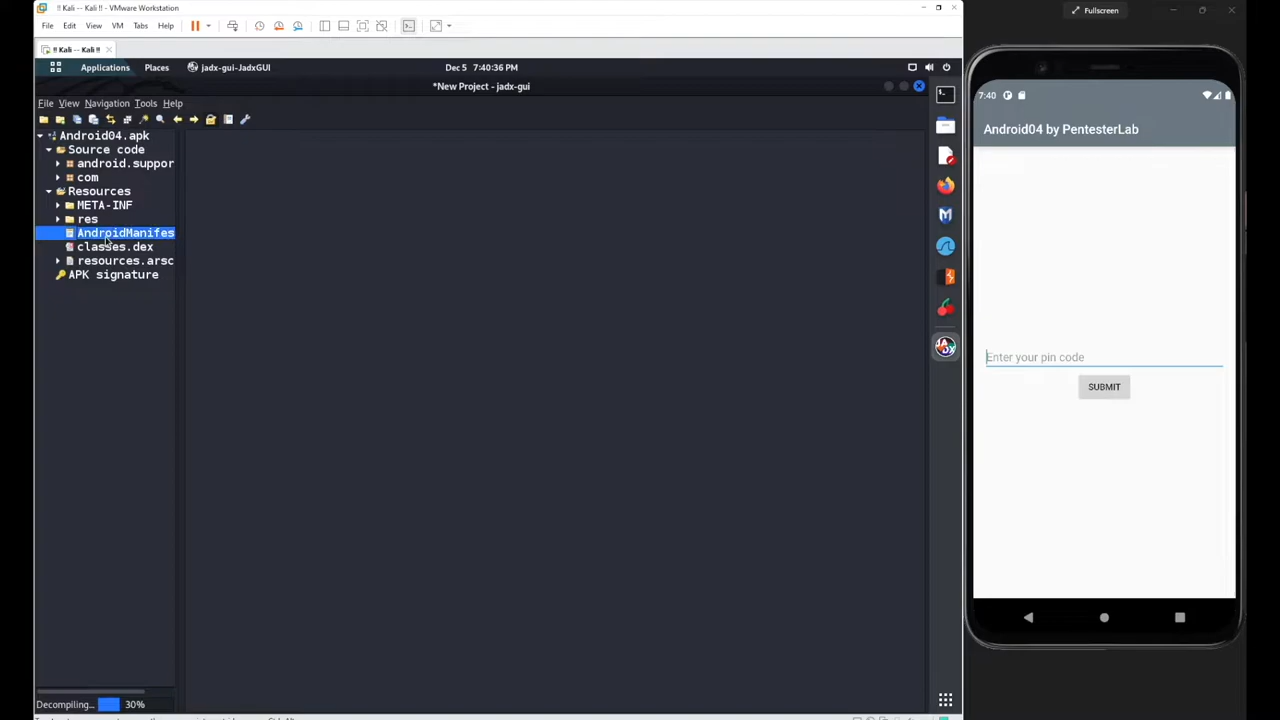 !! Kali -- Kali !! - VMware Workstation
File Edit View VM Tabs Help
!! Kali -- Kali !!
Applications Places jadx-gui-JadxGUI Dec 5 7:40:36 PM
*New Project - jadx-gui
File View Navigation Tools Help
Android04.apk
Source code
android.suppor
com
Resources
META-INF
res
AndroidManifes
classes.dex
resources.arsc
APK signature
Decompiling... 30%
Fullscreen
7:40
Android04 by PentesterLab
Enter your pin code
SUBMIT